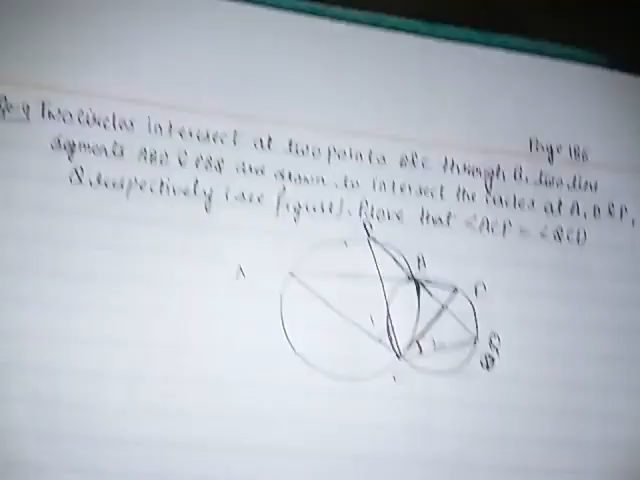 Page 186
Q. 9 Two circles intersect at two points B & C. Through B, two line
segments ABD & PBQ are drawn to intersect the circles at A, D & P,
Q respectively (see figure). Prove that ∠ACP = ∠QCD
P
A
B
D
Q